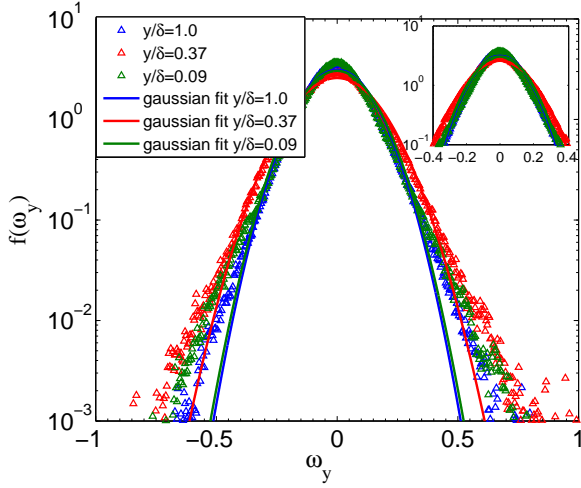 y/δ=1.0
y/δ=0.37
y/δ=0.09
gaussian fit y/δ=1.0
gaussian fit y/δ=0.37
gaussian fit y/δ=0.09
10^1
10^0
10^-1
−0.4 −0.2 0 0.2 0.4
10^0
10^−1
10^−2
10^−3
f(ω_y)
−1 −0.5 0 0.5 1
ω_y